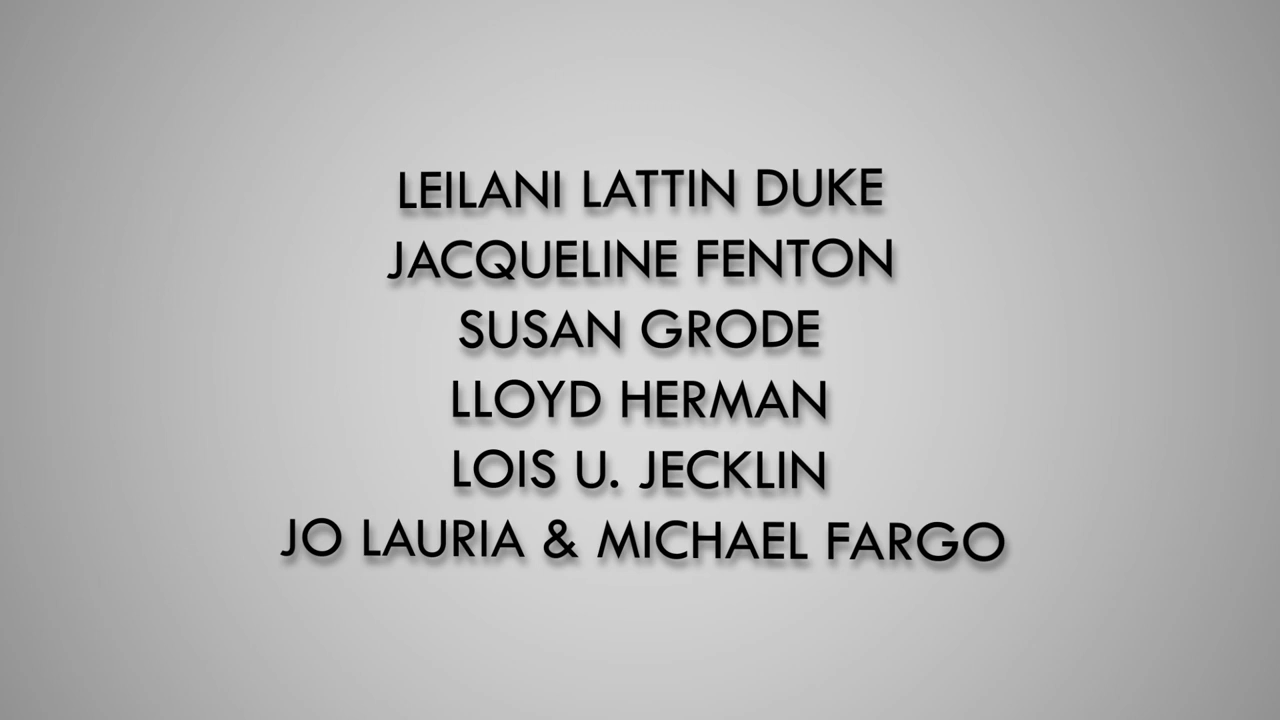 LEILANI LATTIN DUKE
JACQUELINE FENTON
SUSAN GRODE
LLOYD HERMAN
LOIS U. JECKLIN
JO LAURIA & MICHAEL FARGO